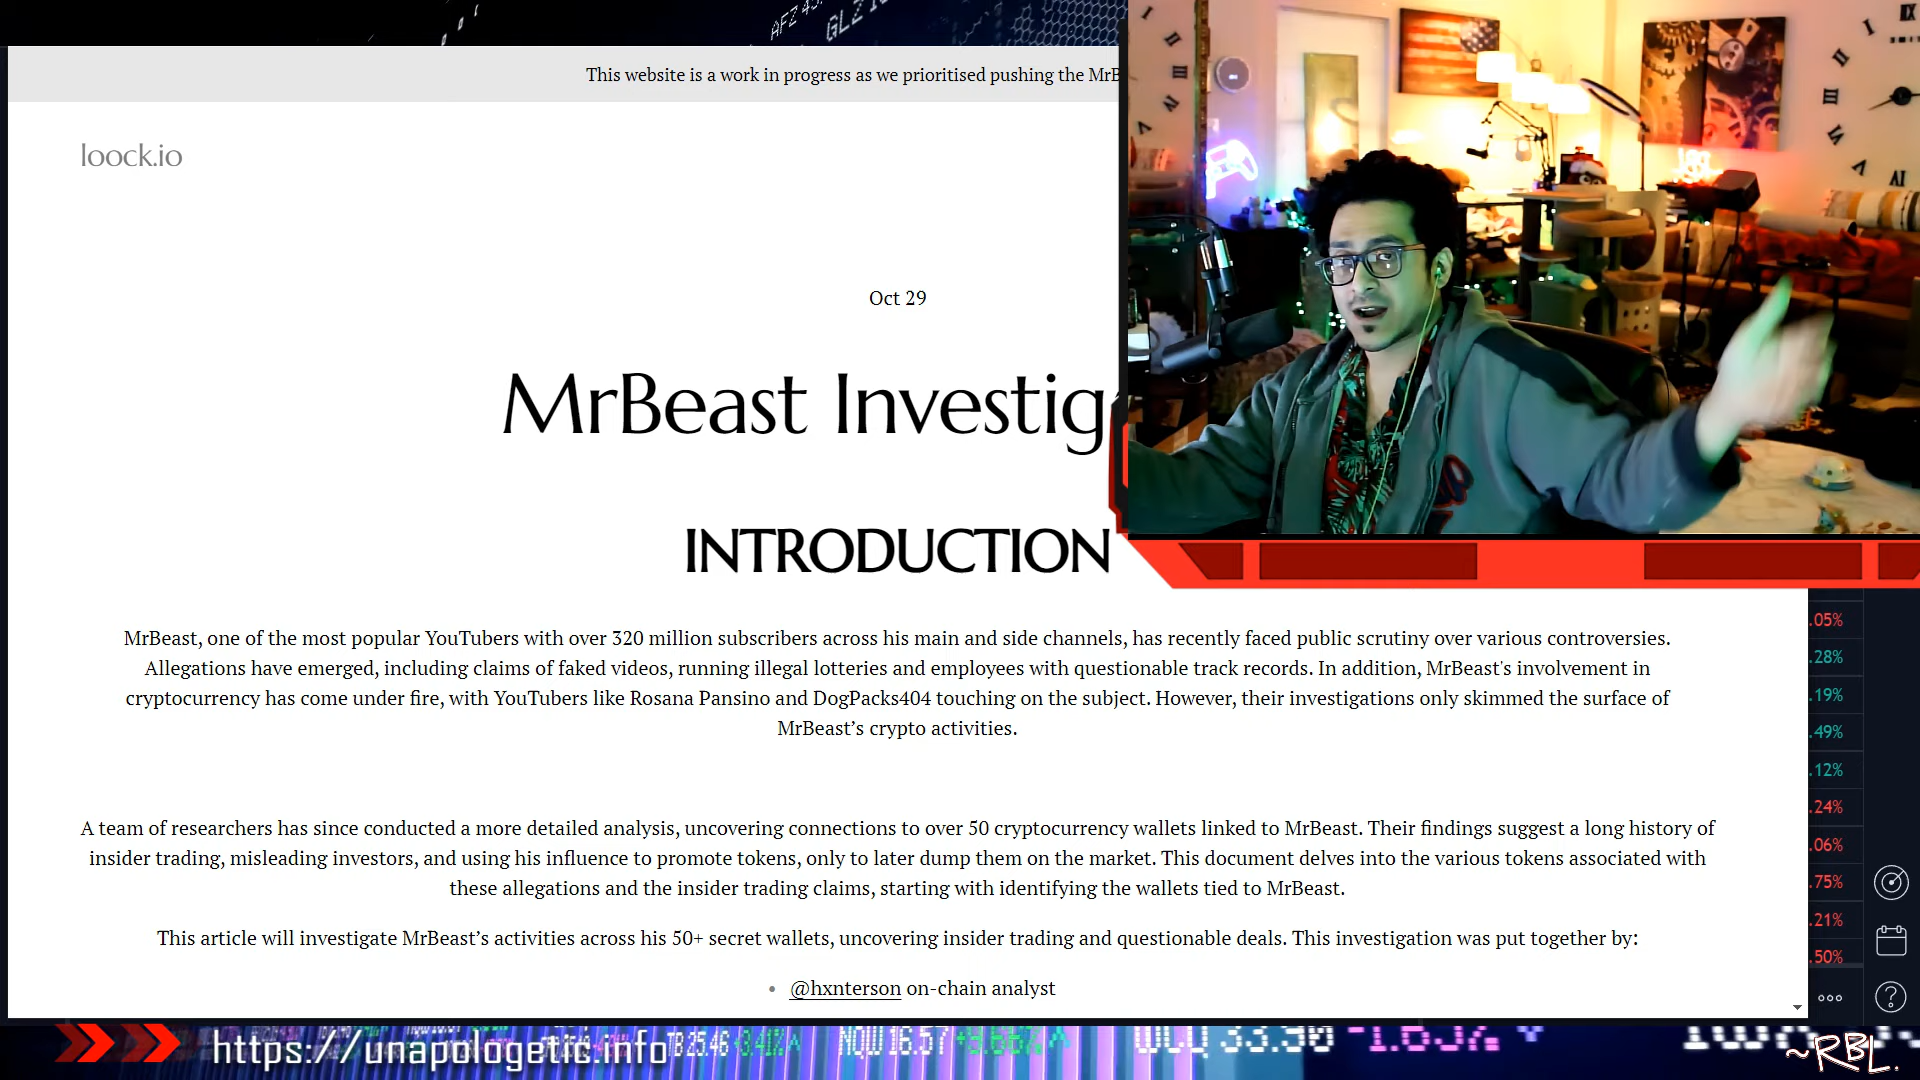 This website is a work in progress as we prioritised pushing the MrB
loock.io
Oct 29
MrBeast Investig
INTRODUCTION
MrBeast, one of the most popular YouTubers with over 320 million subscribers across his main and side channels, has recently faced public scrutiny over various controversies.
Allegations have emerged, including claims of faked videos, running illegal lotteries and employees with questionable track records. In addition, MrBeast's involvement in
cryptocurrency has come under fire, with YouTubers like Rosana Pansino and DogPacks404 touching on the subject. However, their investigations only skimmed the surface of
MrBeast’s crypto activities.
A team of researchers has since conducted a more detailed analysis, uncovering connections to over 50 cryptocurrency wallets linked to MrBeast. Their findings suggest a long history of
insider trading, misleading investors, and using his influence to promote tokens, only to later dump them on the market. This document delves into the various tokens associated with
these allegations and the insider trading claims, starting with identifying the wallets tied to MrBeast.
This article will investigate MrBeast’s activities across his 50+ secret wallets, uncovering insider trading and questionable deals. This investigation was put together by:
• @hxnterson on-chain analyst
.05%
.28%
.19%
.49%
.12%
.24%
.06%
.75%
.21%
.50%
https://unapologetic.info
~RBL.